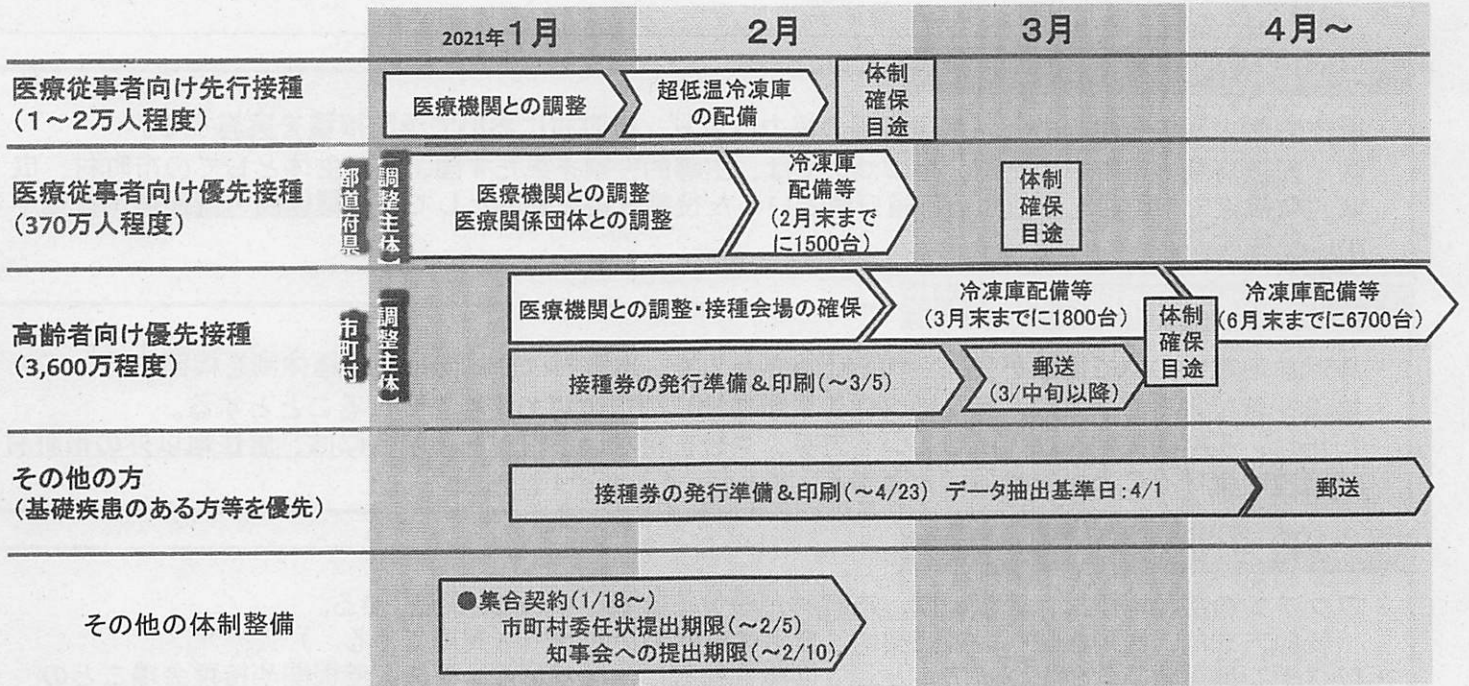 2021年1月
2月
3月
4月～
医療従事者向け先行接種
(1～2万人程度)
医療機関との調整
超低温冷凍庫
の配備
体制
確保
目途
医療従事者向け優先接種
(370万人程度)
都道府県
【調整主体】
医療機関との調整
医療関係団体との調整
冷凍庫
配備等
(2月末まで
に1500台)
体制
確保
目途
高齢者向け優先接種
(3,600万程度)
市町村
【調整主体】
医療機関との調整・接種会場の確保
冷凍庫配備等
(3月末までに1800台)
体制
確保
目途
冷凍庫配備等
(6月末までに6700台)
接種券の発行準備&印刷(～3/5)
郵送
(3/中旬以降)
その他の方
(基礎疾患のある方等を優先)
接種券の発行準備&印刷(～4/23) データ抽出基準日:4/1
郵送
その他の体制整備
●集合契約(1/18～)
市町村委任状提出期限(～2/5)
知事会への提出期限(～2/10)